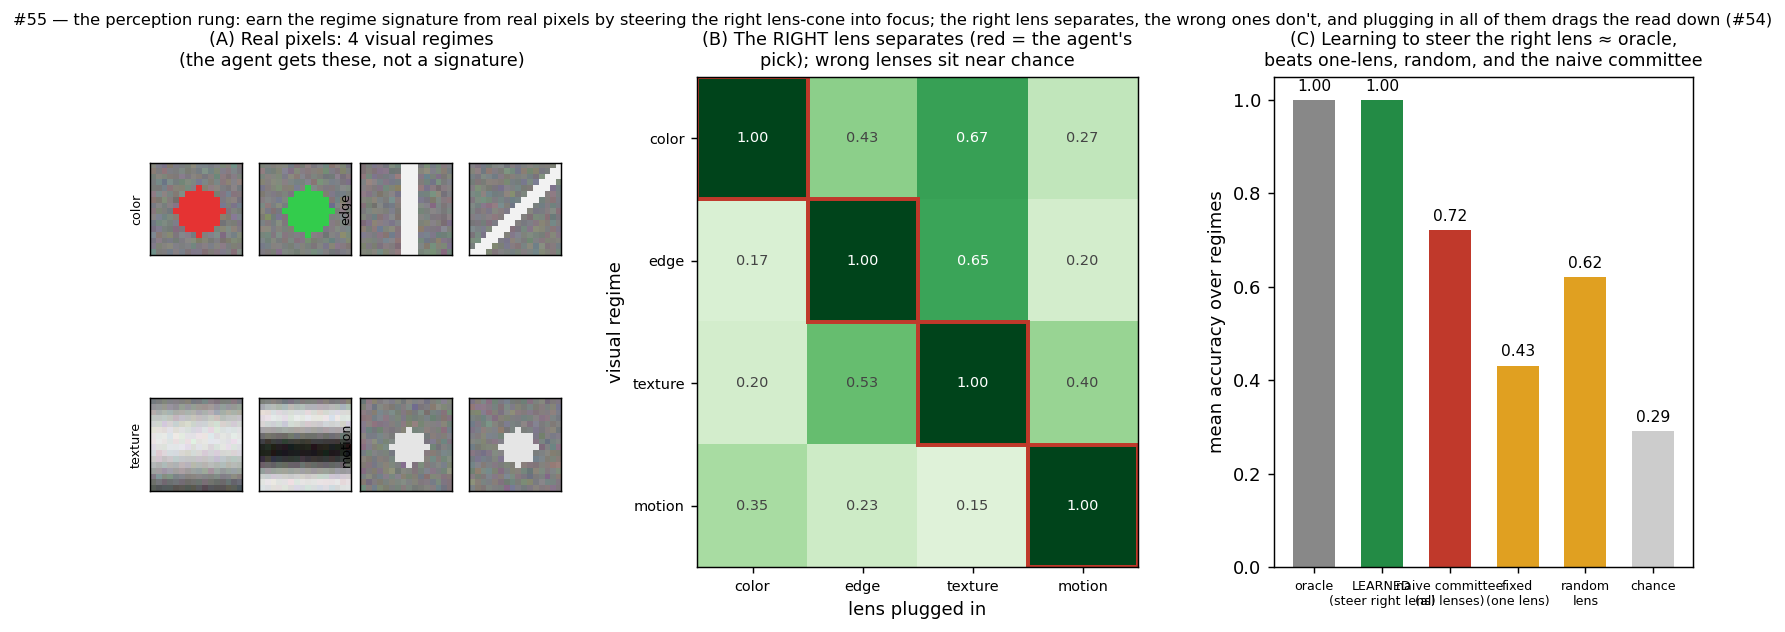 #55 — the perception rung: earn the regime signature from real pixels by steering the right lens-cone into focus; the right lens separates, the wrong ones don't, and plugging in all of them drags the read down (#54)
(A) Real pixels: 4 visual regimes
(the agent gets these, not a signature)
color
edge
texture
motion
(B) The RIGHT lens separates (red = the agent's
pick); wrong lenses sit near chance
visual regime
color
1.00 0.43 0.67 0.27
edge
0.17 1.00 0.65 0.20
texture
0.20 0.53 1.00 0.40
motion
0.35 0.23 0.15 1.00
color edge texture motion
lens plugged in
(C) Learning to steer the right lens ≈ oracle,
beats one-lens, random, and the naive committee
mean accuracy over regimes
1.0
0.8
0.6
0.4
0.2
0.0
1.00 1.00 0.72 0.43 0.62 0.29
oracle
LEARNED
(steer right lens)
naive committee
(all lenses)
fixed
(one lens)
random
lens
chance